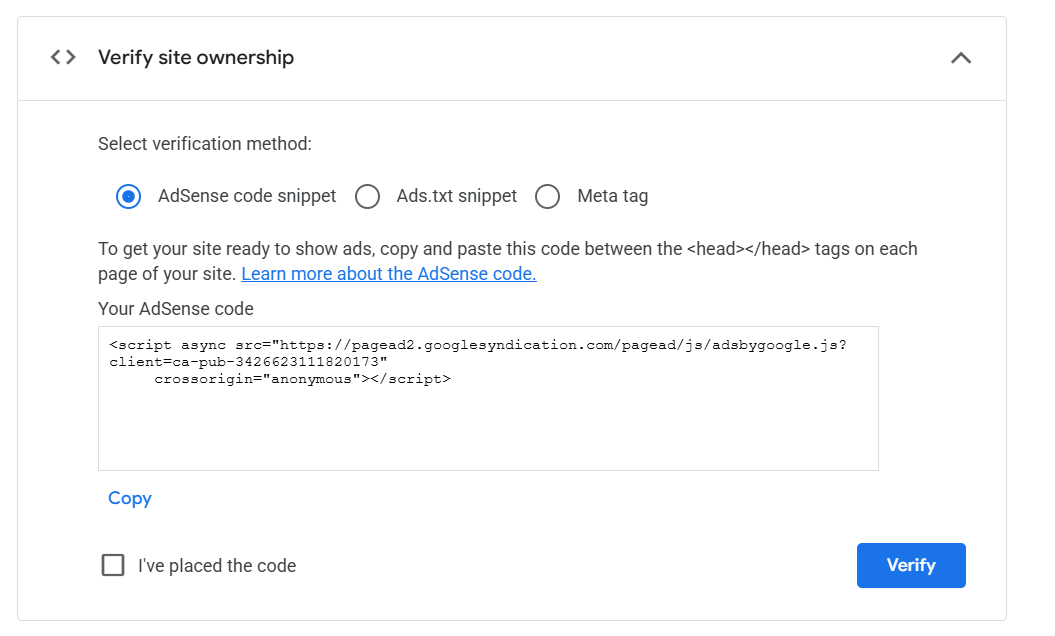 <> Verify site ownership
Select verification method:
AdSense code snippet Ads.txt snippet Meta tag
To get your site ready to show ads, copy and paste this code between the <head></head> tags on each
page of your site. Learn more about the AdSense code.
Your AdSense code
<script async src="https://pagead2.googlesyndication.com/pagead/js/adsbygoogle.js?
client=ca-pub-3426623111820173"
     crossorigin="anonymous"></script>
Copy
I've placed the code
Verify